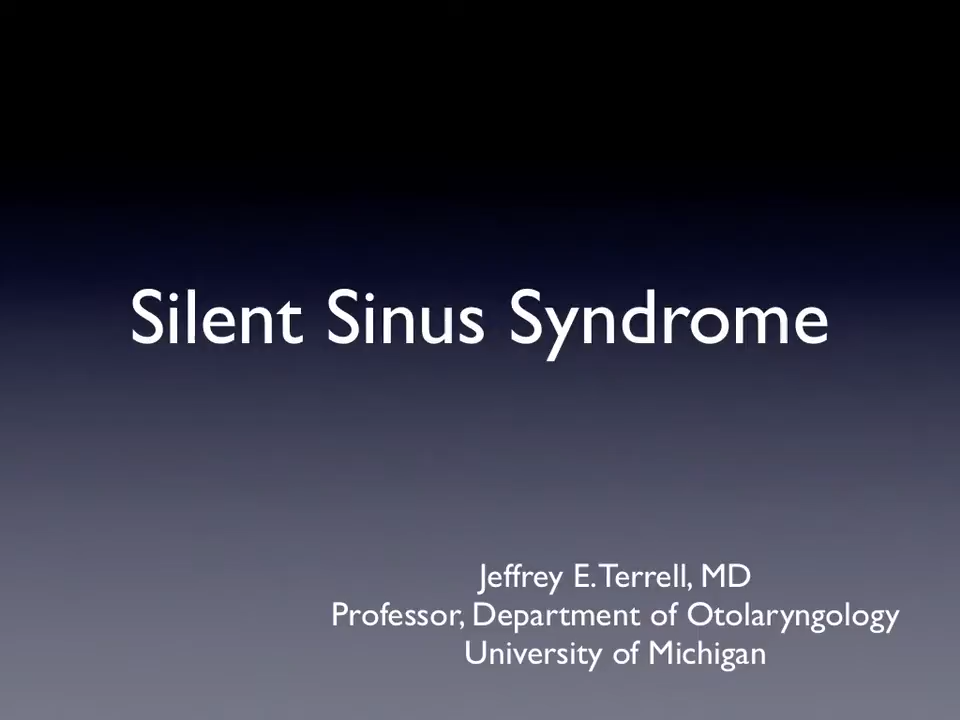 Silent Sinus Syndrome
Jeffrey E. Terrell, MD
Professor, Department of Otolaryngology
University of Michigan